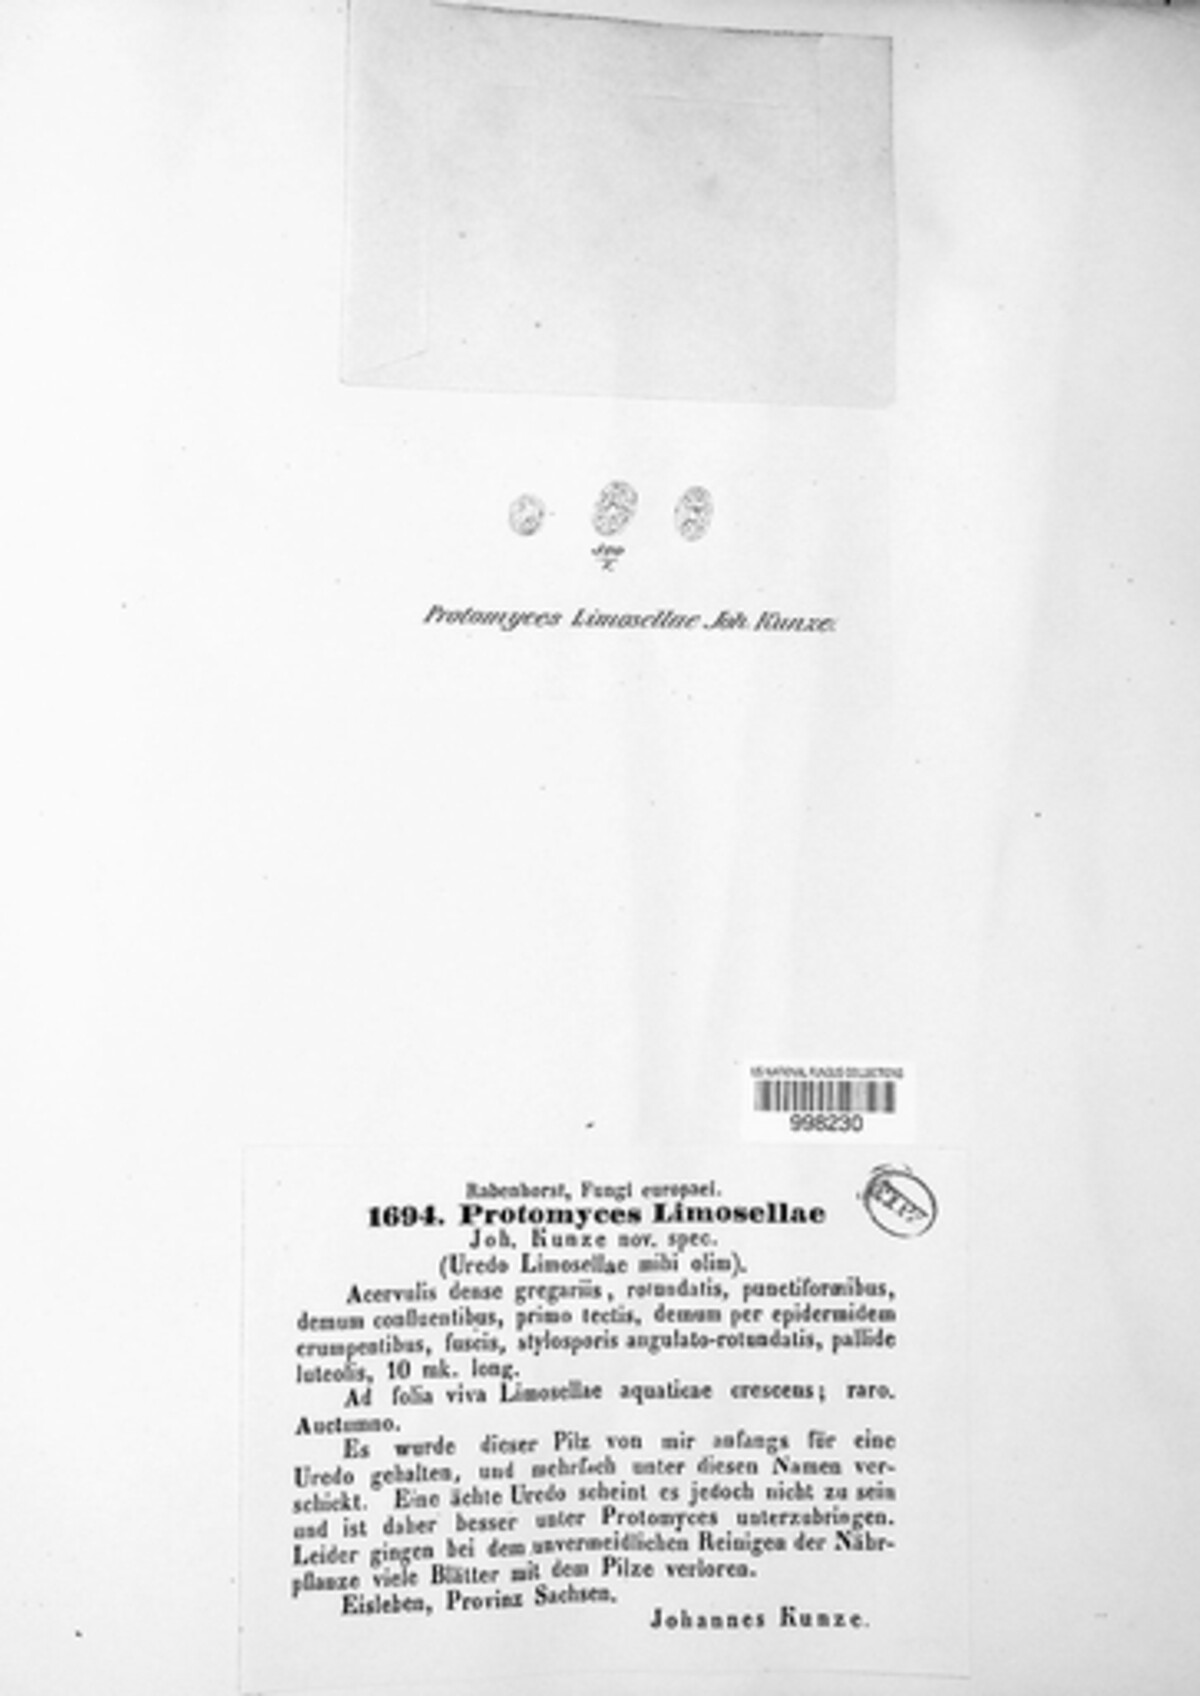 Protomyces Limosellae Joh. Kunze.
US NATIONAL FUNGUS COLLECTIONS
998230
Rabenhorst, Fungi europaei.
1694. Protomyces Limosellae
Joh. Kunze nov. spec.
(Uredo Limosellae mihi olim).
Acervulis dense gregariis, rotundatis, punctiformibus,
demum confluentibus, primo tectis, demum per epidermidem
erumpentibus, fuscis, stylosporis angulato-rotundatis, pallide
luteolis, 10 mk. long.
Ad folia viva Limosellae aquaticae crescens; raro.
Auctumno.
Es wurde dieser Pilz von mir anfangs für eine
Uredo gehalten, und mehrfach unter diesen Namen ver-
schickt. Eine ächte Uredo scheint es jedoch nicht zu sein
und ist daher besser unter Protomyces unterzubringen.
Leider gingen bei dem unvermeidlichen Reinigen der Nähr-
pflanze viele Blätter mit dem Pilze verloren.
Eisleben, Provinz Sachsen.
Johannes Kunze.